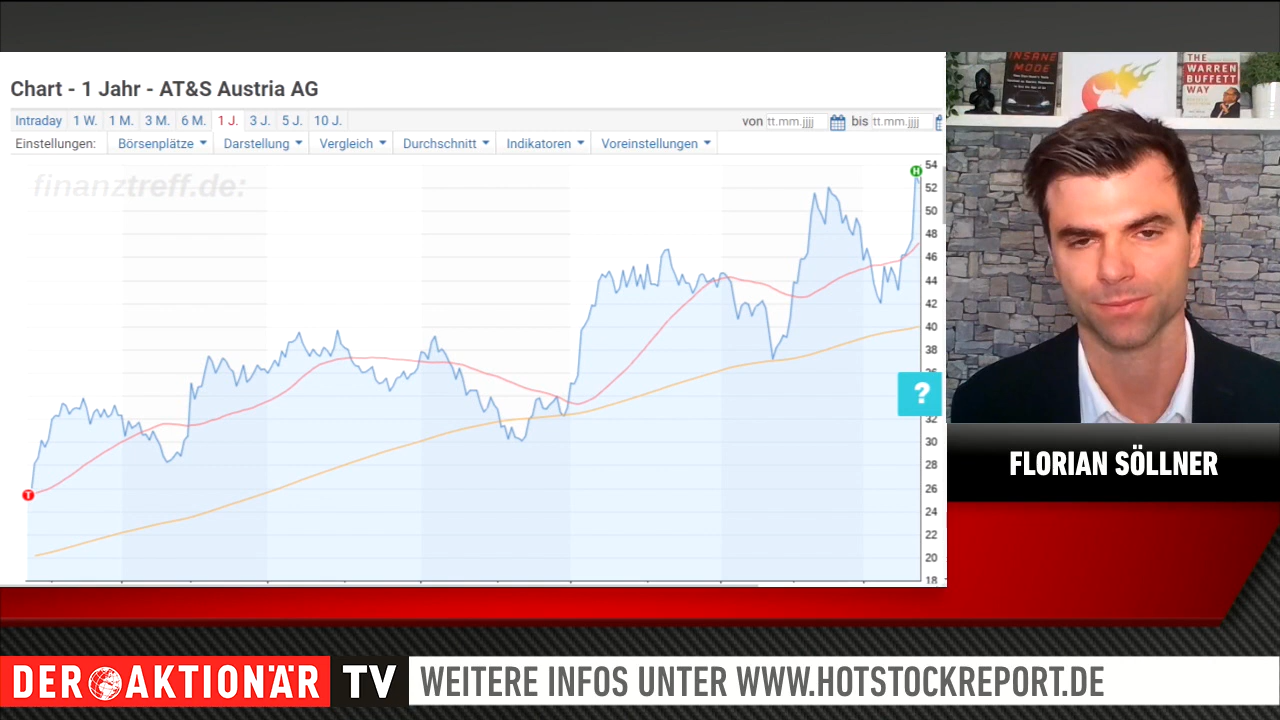 Chart - 1 Jahr - AT&S Austria AG
Intraday 1 W. 1 M. 3 M. 6 M. 1 J. 3 J. 5 J. 10 J. von tt.mm.jjjj bis tt.mm.jjjj
Einstellungen: Börsenplätze Darstellung Vergleich Durchschnitt Indikatoren Voreinstellungen
finanztreff.de:
54
H
52
50
48
46
44
42
40
38
36
?
32
30
28
26
T
24
22
20
18
INSANE
MODE
THE
WARREN
BUFFETT
WAY
FLORIAN SÖLLNER
DER AKTIONÄR TV
WEITERE INFOS UNTER WWW.HOTSTOCKREPORT.DE